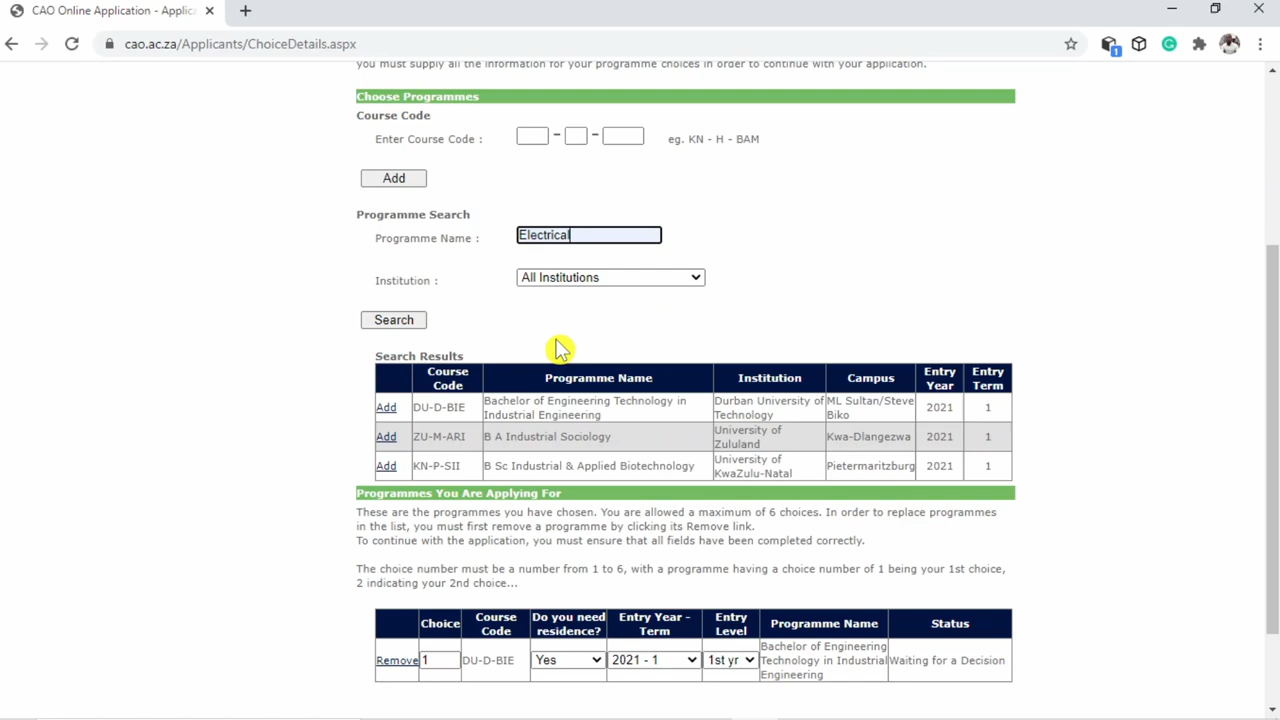 CAO Online Application - Applic
cao.ac.za/Applicants/ChoiceDetails.aspx
1
you must supply all the information for your programme choices in order to continue with your application.
Choose Programmes
Course Code
Enter Course Code :
– –
eg. KN - H - BAM
Add
Programme Search
Programme Name :
Electrical
Institution :
All Institutions
Search
Search Results
Course Code Programme Name Institution Campus Entry Year Entry Term
Add DU-D-BIE Bachelor of Engineering Technology in Industrial Engineering Durban University of Technology ML Sultan/Steve Biko 2021 1
Add ZU-M-ARI B A Industrial Sociology University of Zululand Kwa-Dlangezwa 2021 1
Add KN-P-SII B Sc Industrial & Applied Biotechnology University of KwaZulu-Natal Pietermaritzburg 2021 1
Programmes You Are Applying For
These are the programmes you have chosen. You are allowed a maximum of 6 choices. In order to replace programmes
in the list, you must first remove a programme by clicking its Remove link.
To continue with the application, you must ensure that all fields have been completed correctly.
The choice number must be a number from 1 to 6, with a programme having a choice number of 1 being your 1st choice,
2 indicating your 2nd choice...
Choice Course Code Do you need residence? Entry Year - Term Entry Level Programme Name Status
Remove 1 DU-D-BIE Yes 2021 - 1 1st yr Bachelor of Engineering Technology in Industrial Engineering Waiting for a Decision